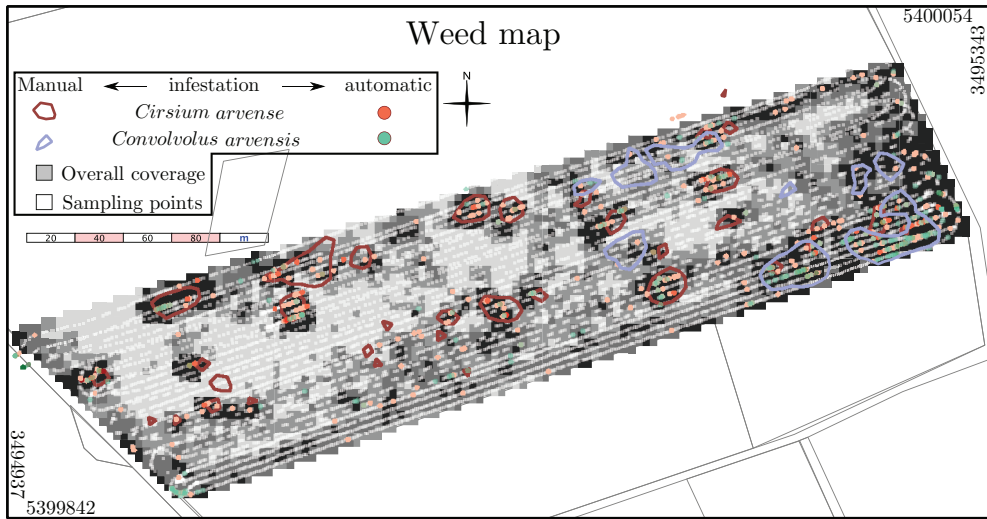 Weed map
5400054
3495343
Manual infestation automatic
Cirsium arvense
Convolvolus arvensis
Overall coverage
Sampling points
N
20 40 60 80 m
3494937
5399842